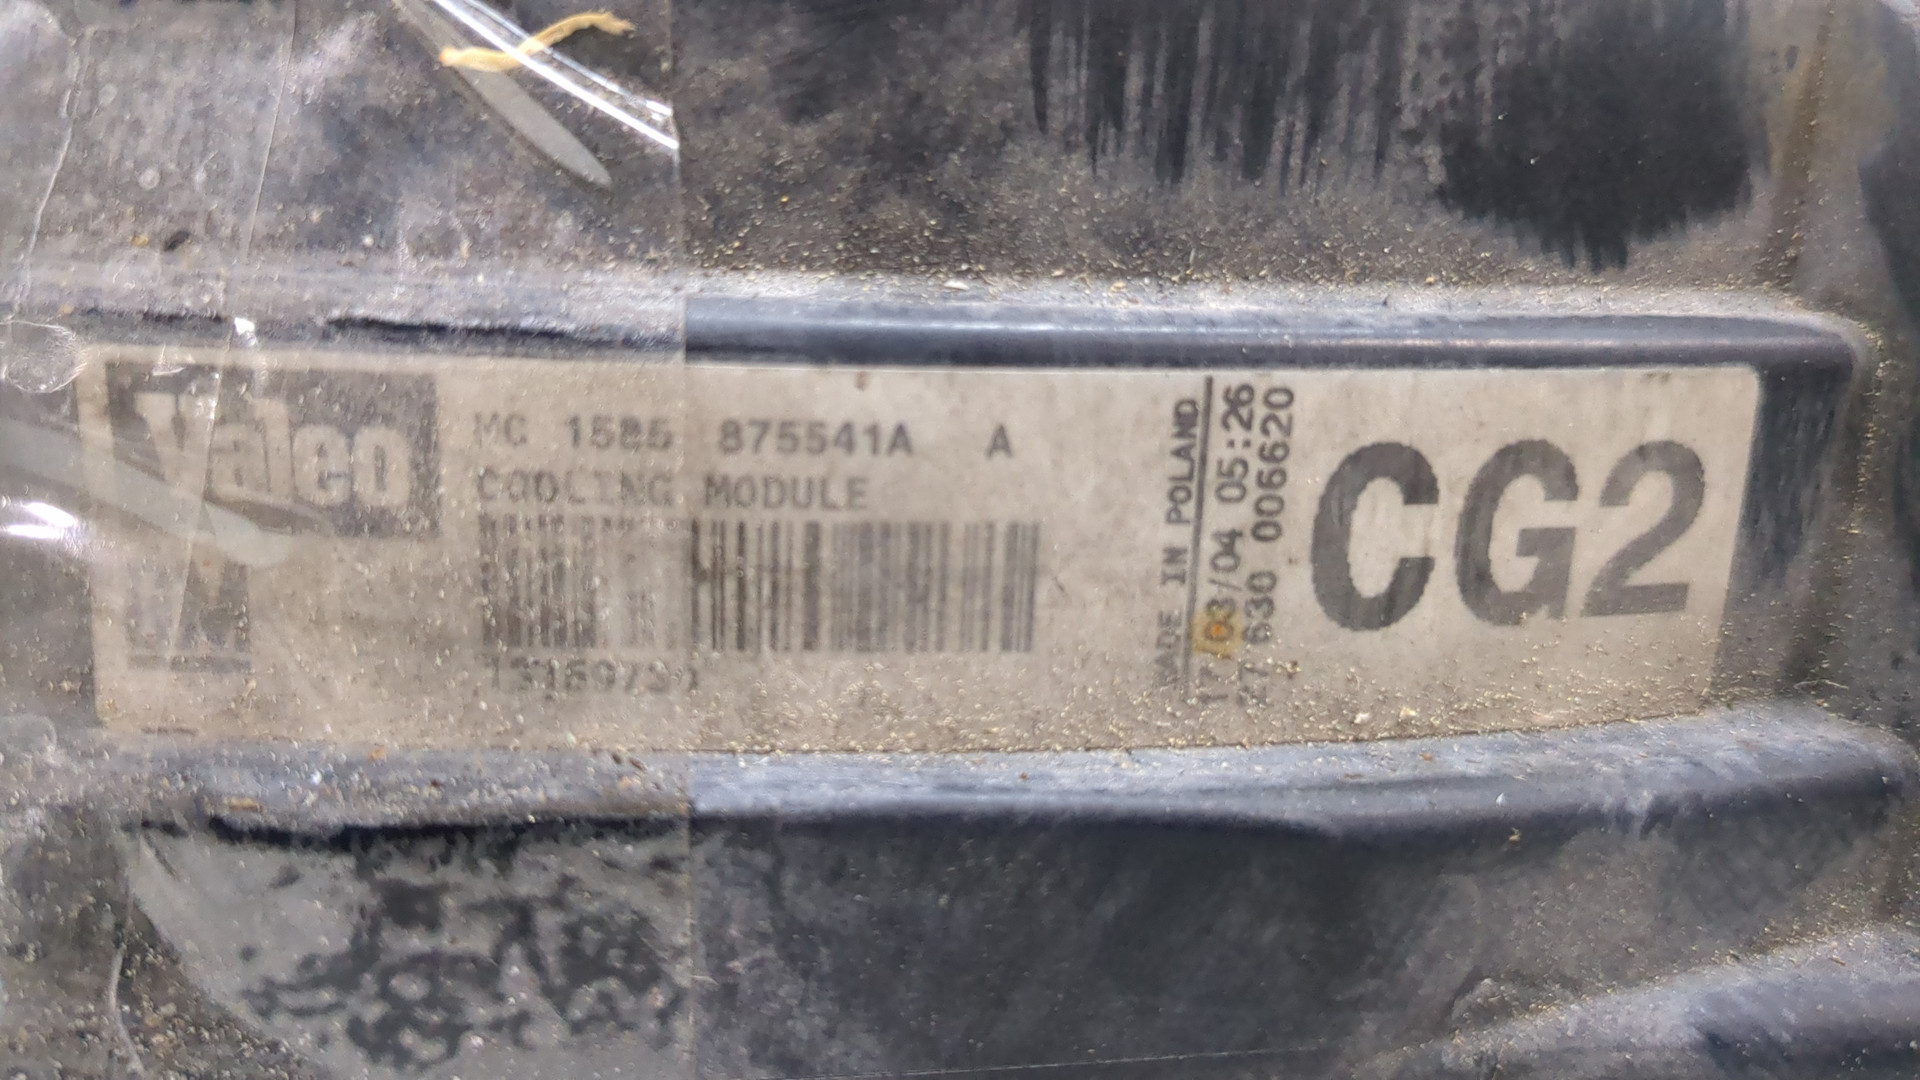 Valeo
MC 1585 875541A A
COOLING MODULE
MADE IN POLAND
17/03/04 05:26
27 630 006620
CG2